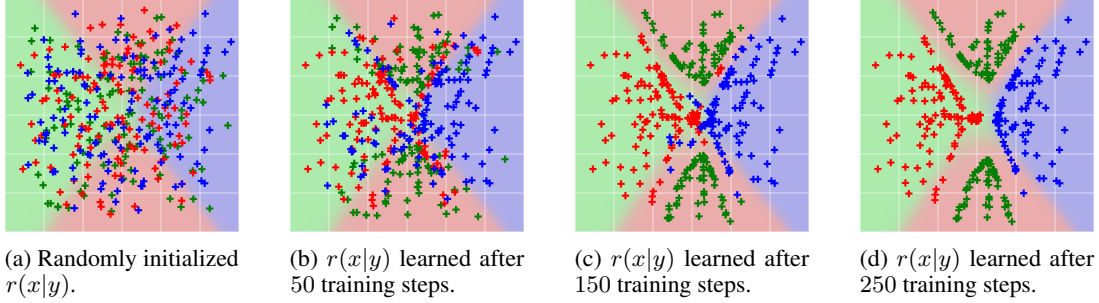 (a) Randomly initialized
r(x|y).
(b) r(x|y) learned after
50 training steps.
(c) r(x|y) learned after
150 training steps.
(d) r(x|y) learned after
250 training steps.